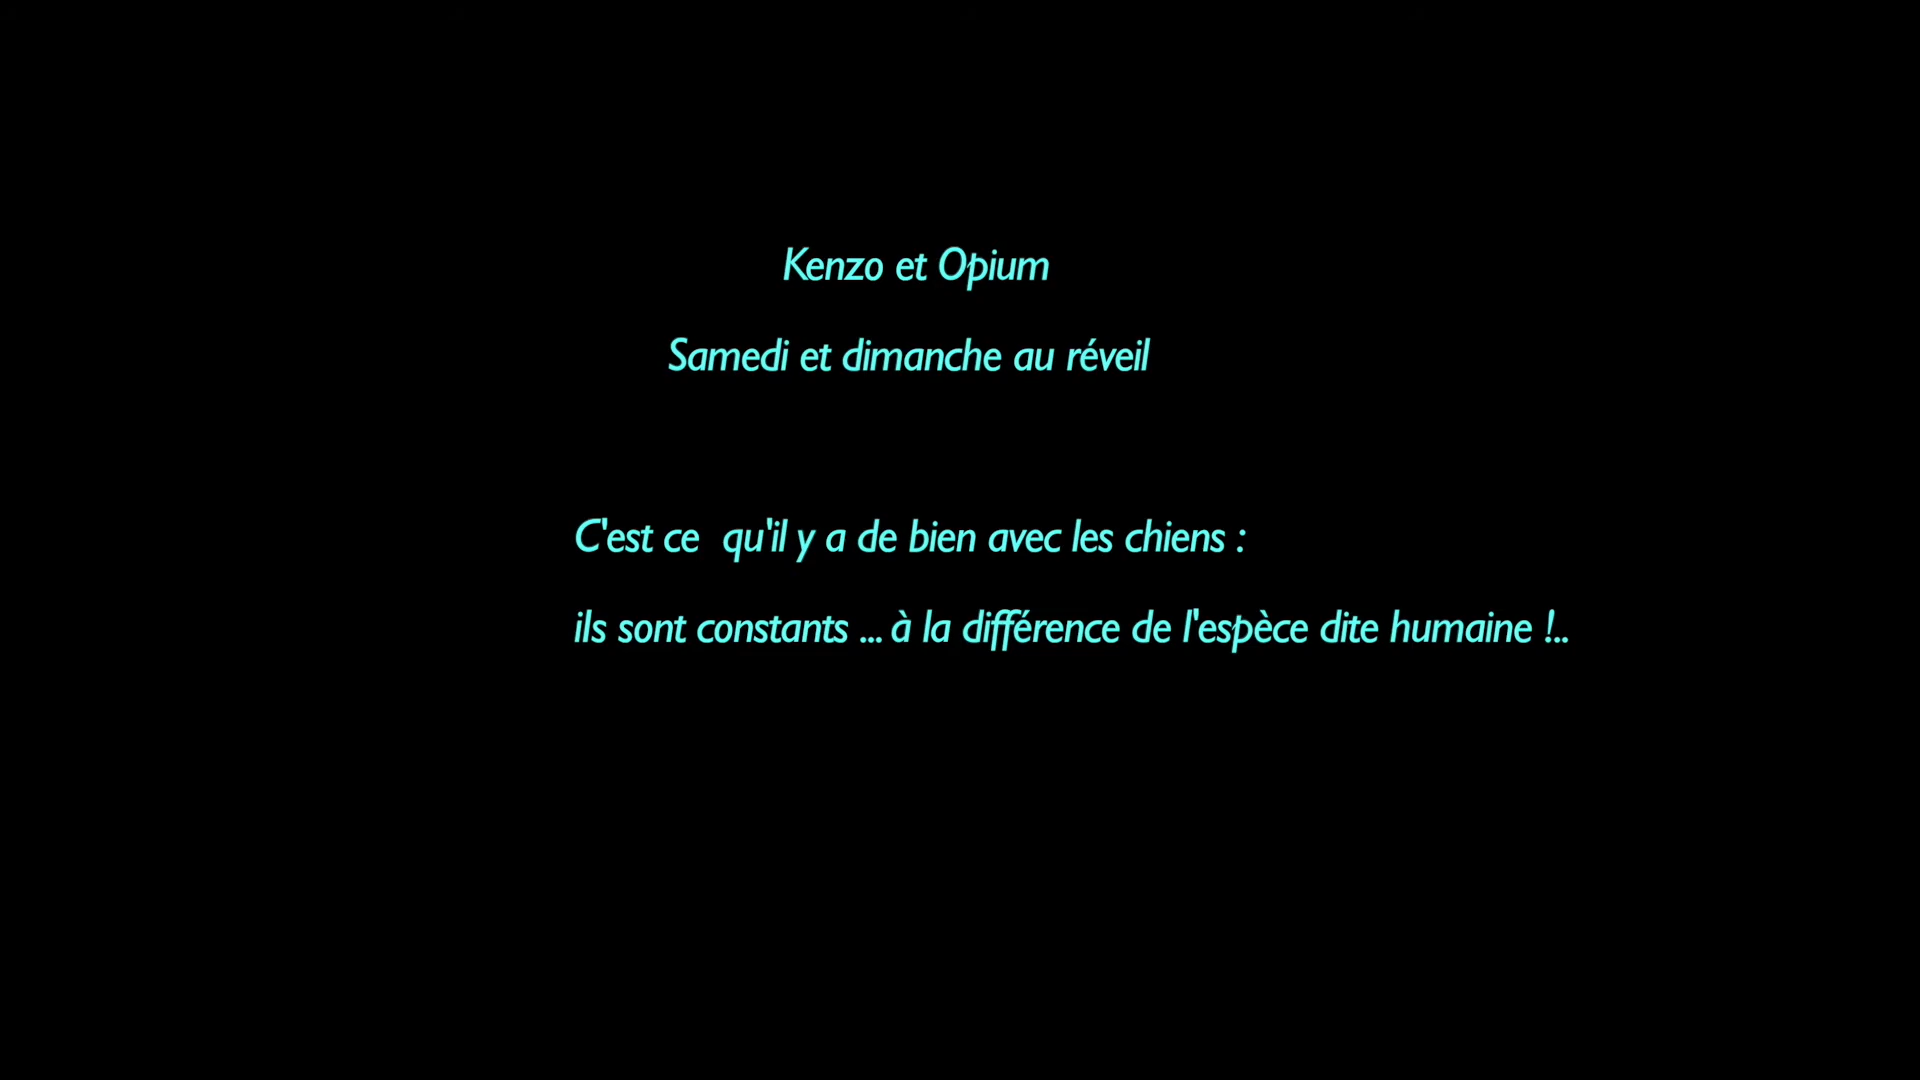 Kenzo et Opium
Samedi et dimanche au réveil
C'est ce  qu'il y a de bien avec les chiens :
ils sont constants ... à la différence de l'espèce dite humaine !..